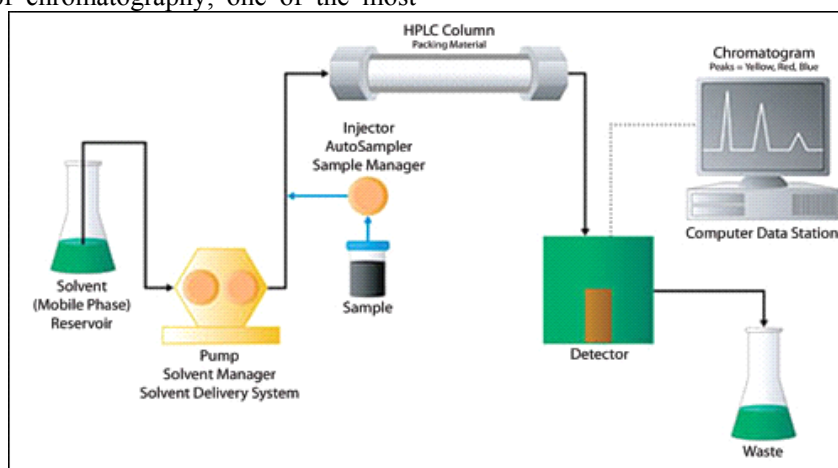 of chromatography, one of the most
HPLC Column
Packing Material
Chromatogram
Peaks = Yellow, Red, Blue
Injector
AutoSampler
Sample Manager
Computer Data Station
Solvent
(Mobile Phase)
Reservoir
Sample
Pump
Solvent Manager
Solvent Delivery System
Detector
Waste